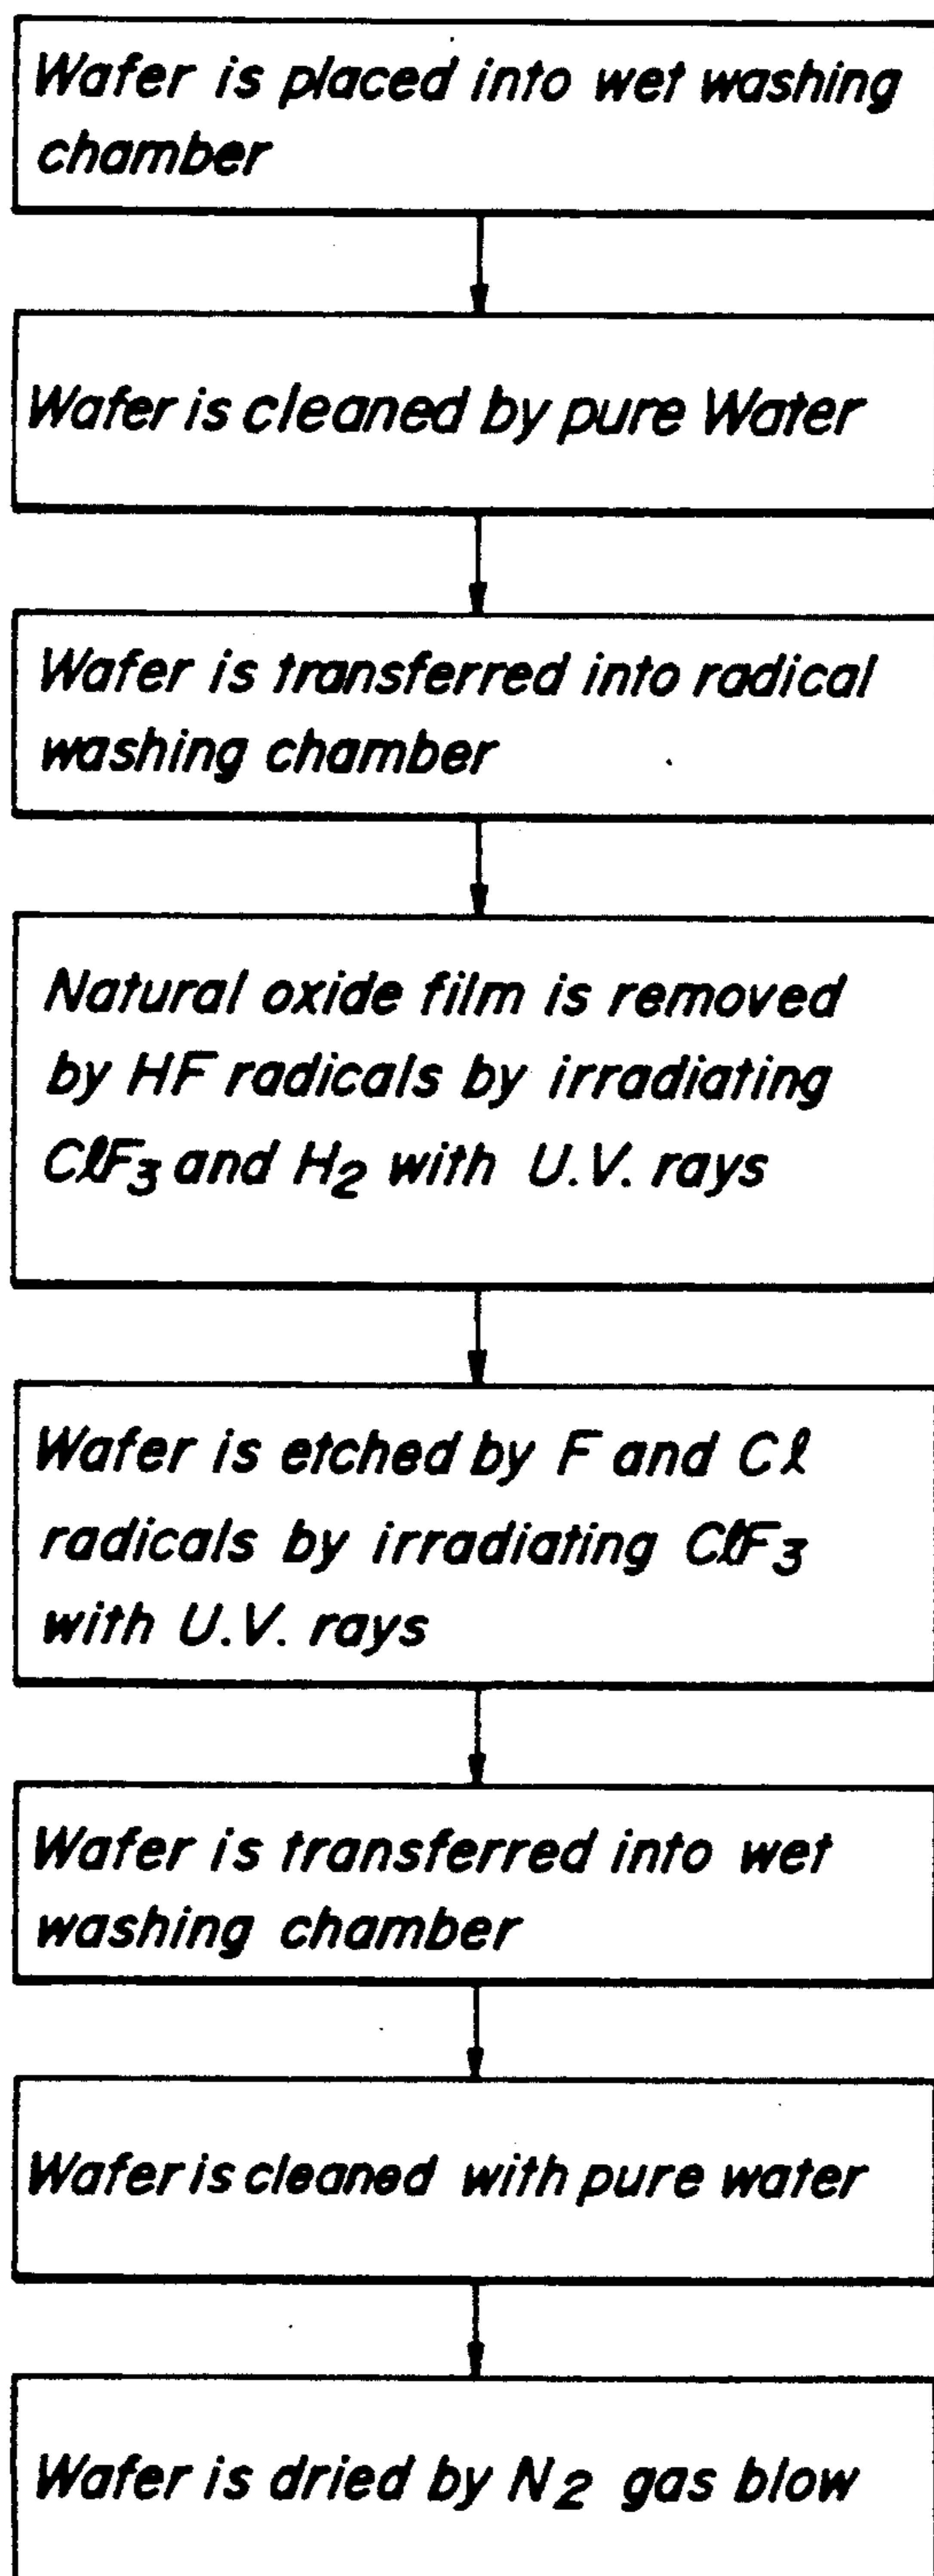 Wafer is placed into wet washing
chamber
Wafer is cleaned by pure Water
Wafer is transferred into radical
washing chamber
Natural oxide film is removed
by HF radicals by irradiating
ClF₃ and H₂ with U.V. rays
Wafer is etched by F and Cl
radicals by irradiating ClF₃
with U.V. rays
Wafer is transferred into wet
washing chamber
Wafer is cleaned with pure water
Wafer is dried by N₂ gas blow